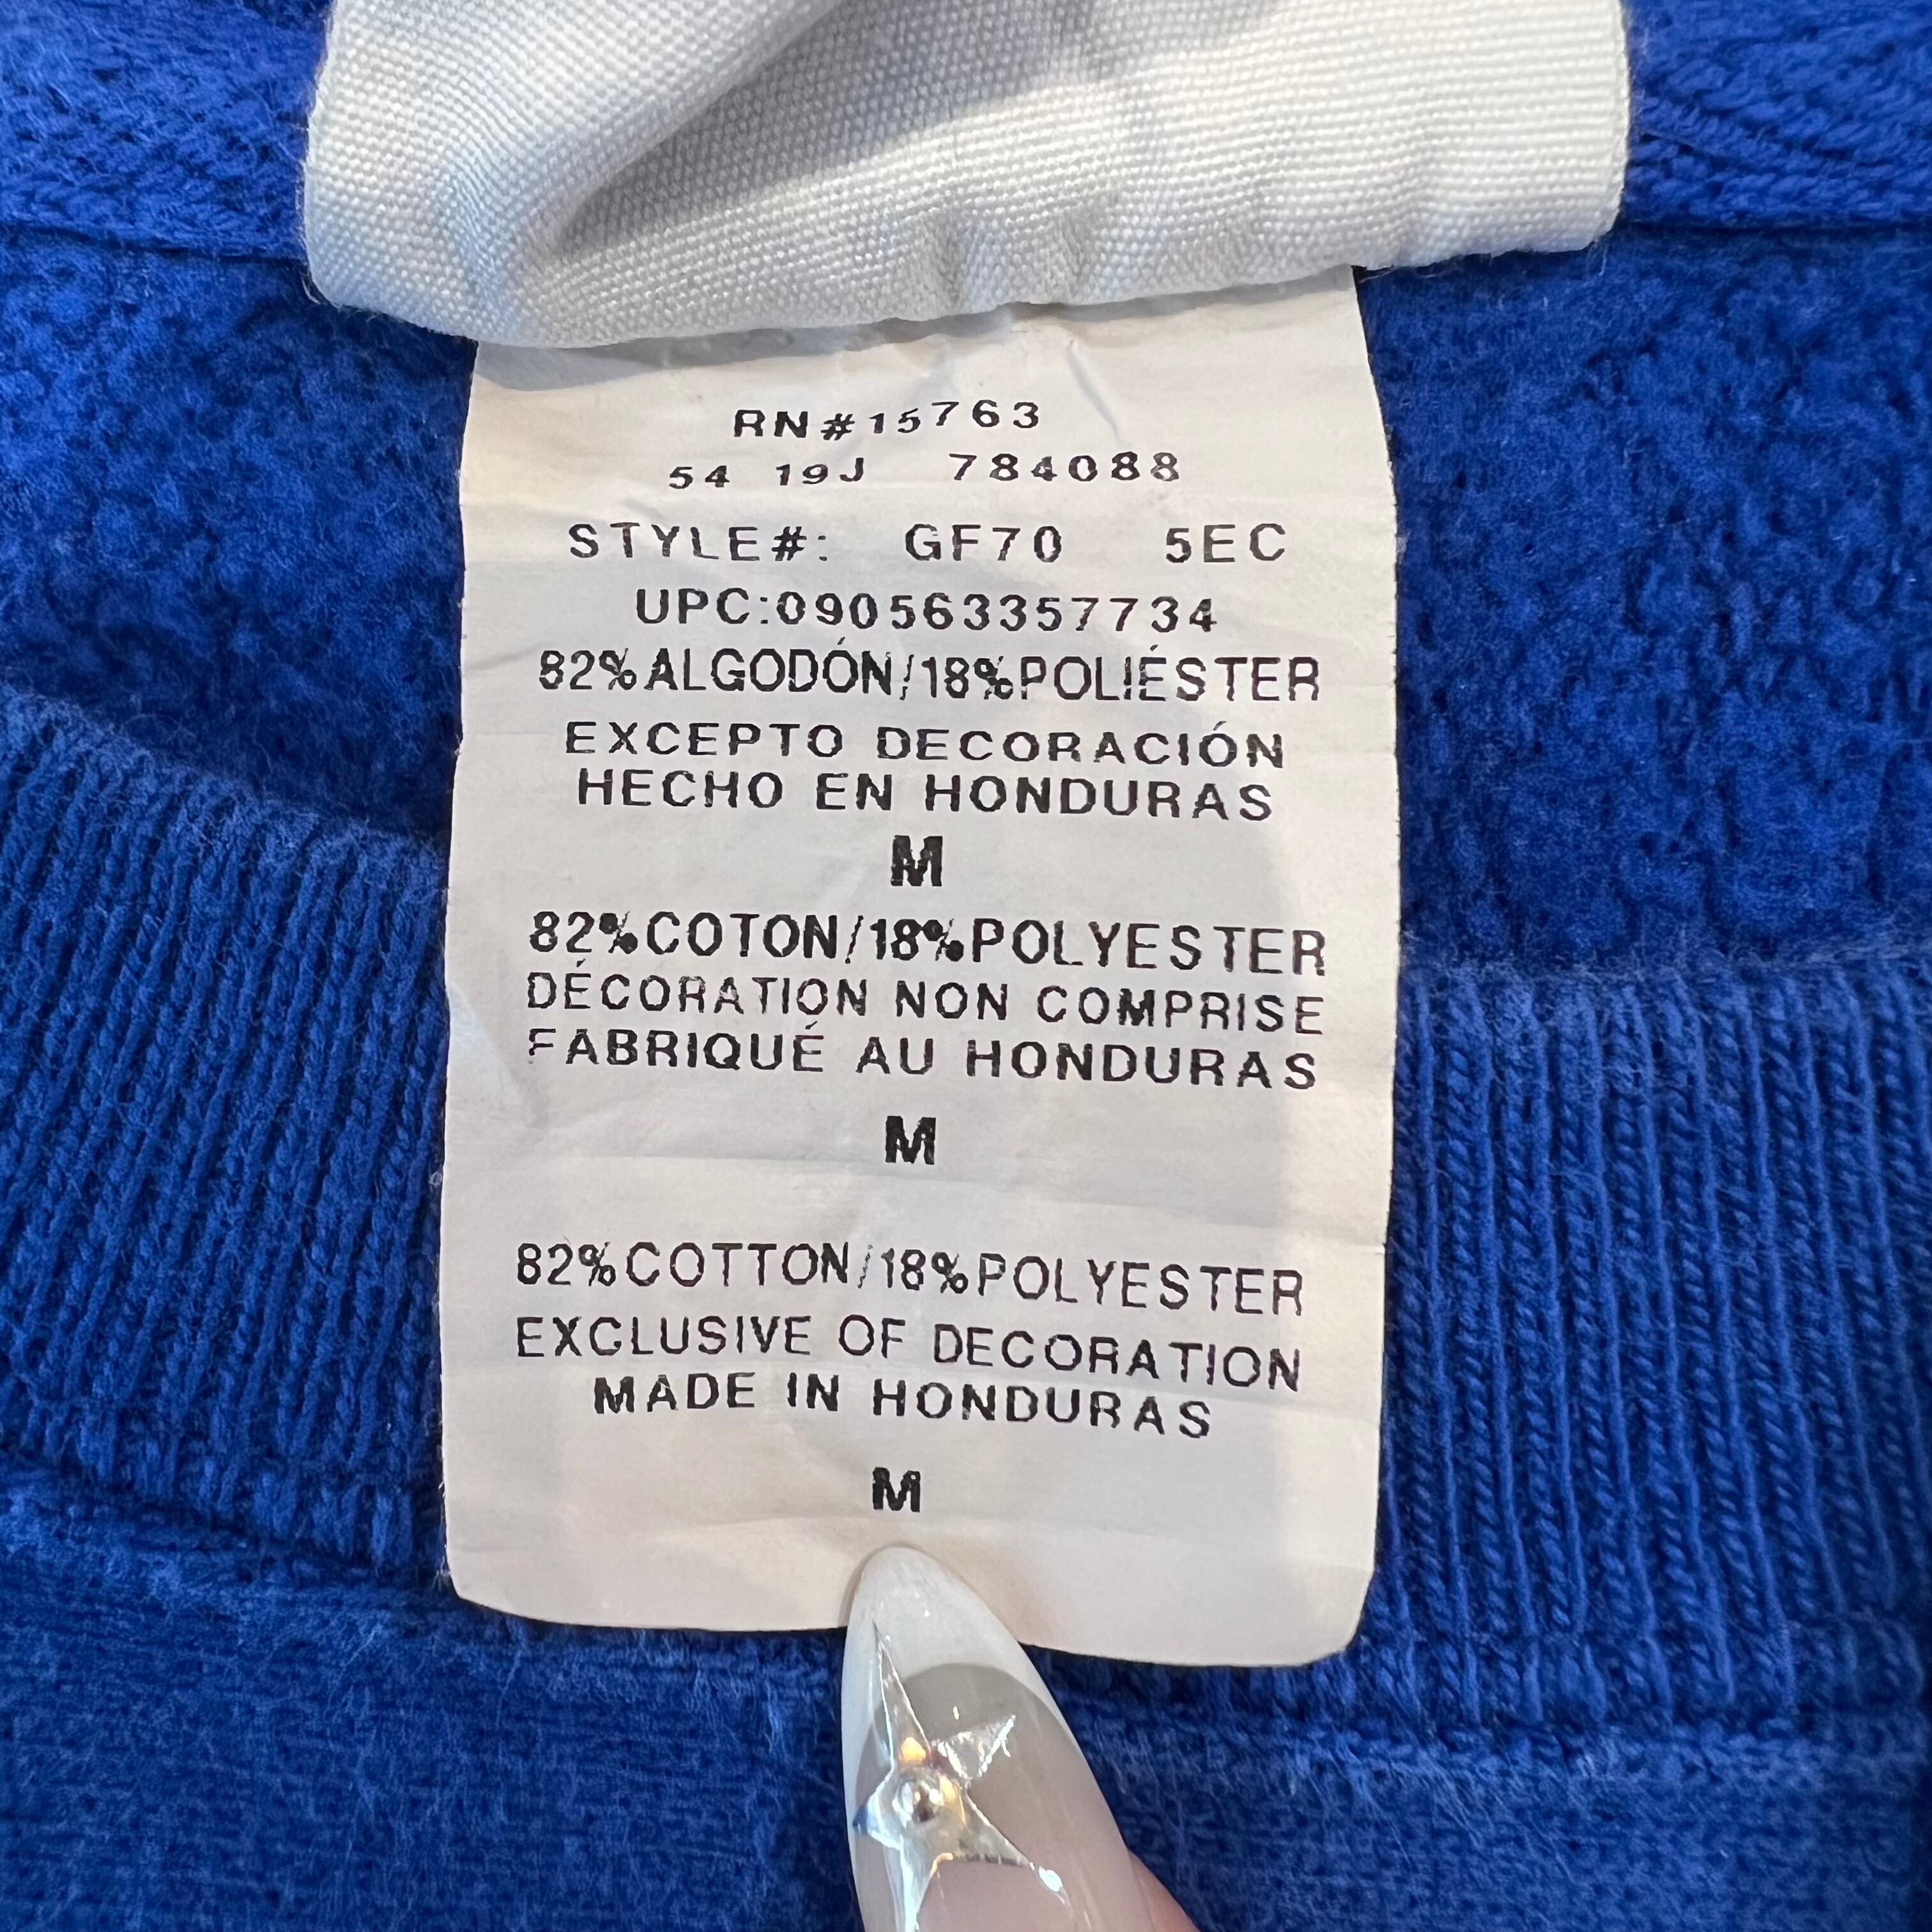 RN#15763
54 19J 784088
STYLE#: GF70 5EC
UPC:090563357734
82%ALGODÓN/18%POLIÉSTER
EXCEPTO DECORACIÓN
HECHO EN HONDURAS
M
82%COTON/18%POLYESTER
DÉCORATION NON COMPRISE
FABRIQUÉ AU HONDURAS
M
82%COTTON/18%POLYESTER
EXCLUSIVE OF DECORATION
MADE IN HONDURAS
M